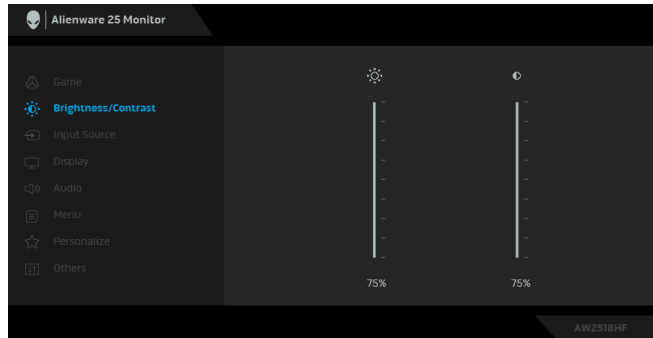 Alienware 25 Monitor
Game
Brightness/Contrast
Input Source
Display
Audio
Menu
Personalize
Others
75%
75%
AW2518HF